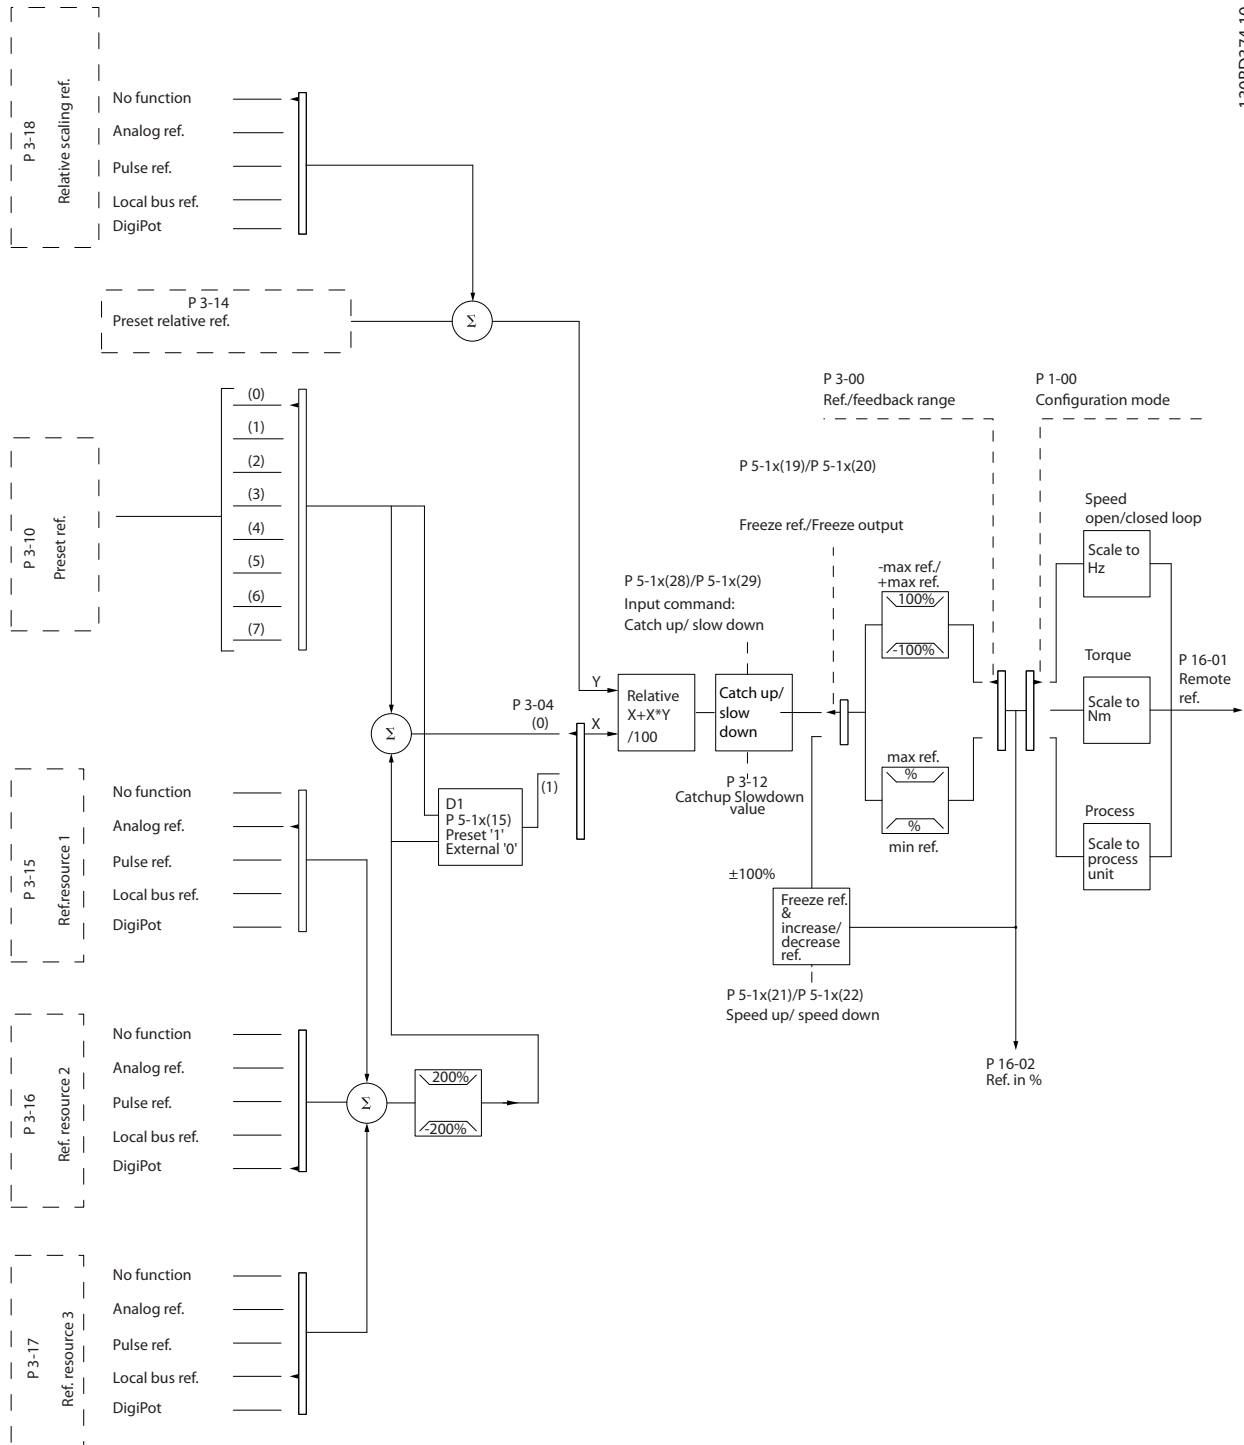 130BD374.10
P 3-18
Relative scaling ref.
No function
Analog ref.
Pulse ref.
Local bus ref.
DigiPot
P 3-14
Preset relative ref.
Σ
P 3-10
Preset ref.
(0)
(1)
(2)
(3)
(4)
(5)
(6)
(7)
P 3-00
Ref./feedback range
P 1-00
Configuration mode
P 5-1x(19)/P 5-1x(20)
Freeze ref./Freeze output
Speed
open/closed loop
Scale to
Hz
-max ref./
+max ref.
100%
-100%
P 5-1x(28)/P 5-1x(29)
Input command:
Catch up/ slow down
Y
X
Relative
X+X*Y
/100
Catch up/
slow
down
P 3-12
Catchup Slowdown
value
Torque
Scale to
Nm
P 16-01
Remote
ref.
P 3-04
(0)
(1)
Σ
D1
P 5-1x(15)
Preset '1'
External '0'
max ref.
%
%
min ref.
Process
Scale to
process
unit
±100%
Freeze ref.
&
increase/
decrease
ref.
P 5-1x(21)/P 5-1x(22)
Speed up/ speed down
P 16-02
Ref. in %
P 3-15
Ref.resource 1
No function
Analog ref.
Pulse ref.
Local bus ref.
DigiPot
P 3-16
Ref. resource 2
No function
Analog ref.
Pulse ref.
Local bus ref.
DigiPot
Σ
200%
-200%
P 3-17
Ref. resource 3
No function
Analog ref.
Pulse ref.
Local bus ref.
DigiPot